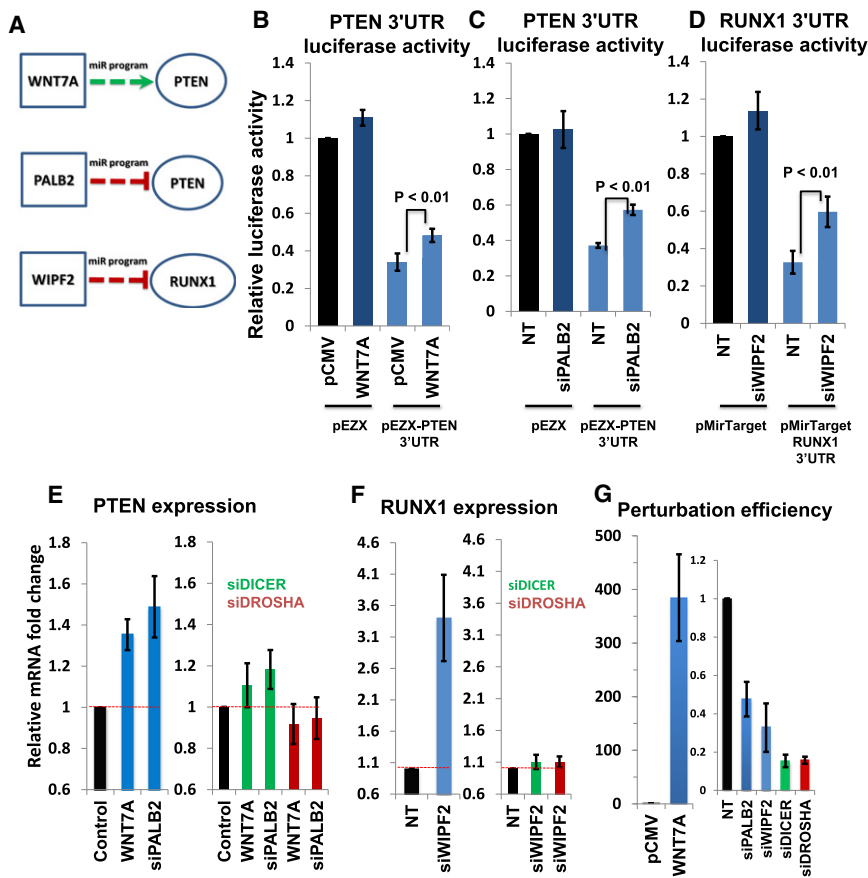 A
WNT7A
miR program
PTEN
PALB2
miR program
PTEN
WIPF2
miR program
RUNX1
B
PTEN 3'UTR
luciferase activity
Relative luciferase activity
1.4
1.2
1
0.8
0.6
0.4
0.2
0
P < 0.01
pCMV
WNT7A
pCMV
WNT7A
pEZX
pEZX-PTEN
3'UTR
C
PTEN 3'UTR
luciferase activity
1.4
1.2
1
0.8
0.6
0.4
0.2
0
P < 0.01
NT
siPALB2
NT
siPALB2
pEZX
pEZX-PTEN
3'UTR
D
RUNX1 3'UTR
luciferase activity
1.4
1.2
1
0.8
0.6
0.4
0.2
0
P < 0.01
NT
siWIPF2
NT
siWIPF2
pMirTarget
pMirTarget
RUNX1
3'UTR
E
PTEN expression
Relative mRNA fold change
1.8
1.6
1.4
1.2
1
0.8
0.6
Control
WNT7A
siPALB2
1.8
1.6
1.4
1.2
1
0.8
0.6
siDICER
siDROSHA
Control
WNT7A
siPALB2
WNT7A
siPALB2
F
RUNX1 expression
4.6
4.1
3.6
3.1
2.6
2.1
1.6
1.1
0.6
NT
siWIPF2
4.6
4.1
3.6
3.1
2.6
2.1
1.6
1.1
0.6
siDICER
siDROSHA
NT
siWIPF2
siWIPF2
G
Perturbation efficiency
500
400
300
200
100
0
pCMV
WNT7A
1.2
1
0.8
0.6
0.4
0.2
0
NT
siPALB2
siWIPF2
siDICER
siDROSHA